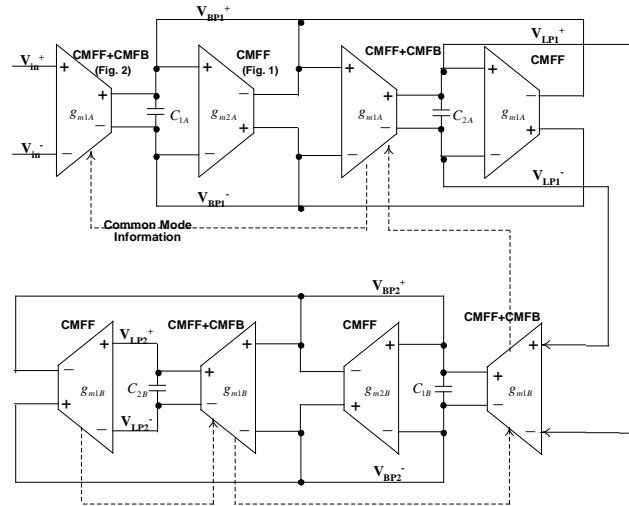 V_BP1^+
CMFF+CMFB
(Fig. 2)
CMFF
(Fig. 1)
CMFF+CMFB
V_LP1^+
CMFF
V_in^+
+
+
−
g_m1A
C_1A
+
−
−
+
g_m2A
+
+
−
−
g_m1A
C_2A
+
−
−
+
g_m1A
V_in^-
V_BP1^-
V_LP1^-
Common Mode
Information
V_BP2^+
CMFF
V_LP2^+
CMFF+CMFB
CMFF
CMFF+CMFB
−
+
+
−
g_m1B
C_2B
+
+
−
−
g_m1B
−
+
+
−
g_m2B
C_1B
+
+
−
−
g_m1B
V_LP2^-
V_BP2^-